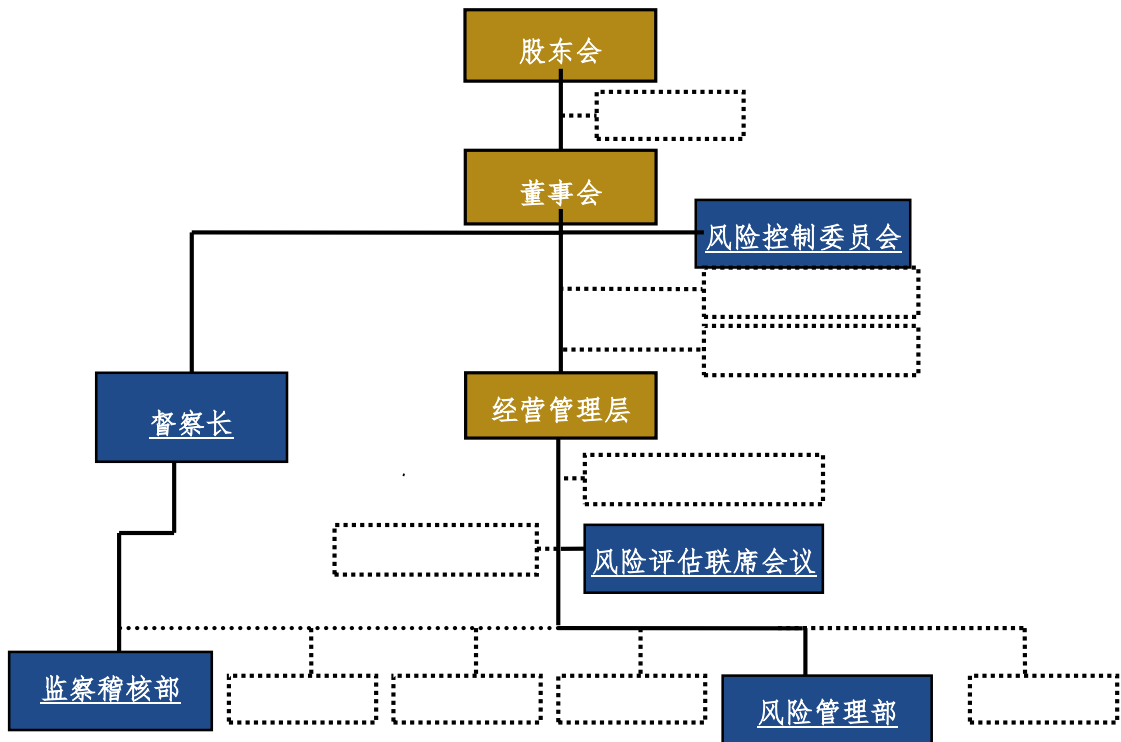 股东会
董事会
风险控制委员会
经营管理层
督察长
风险评估联席会议
监察稽核部
风险管理部